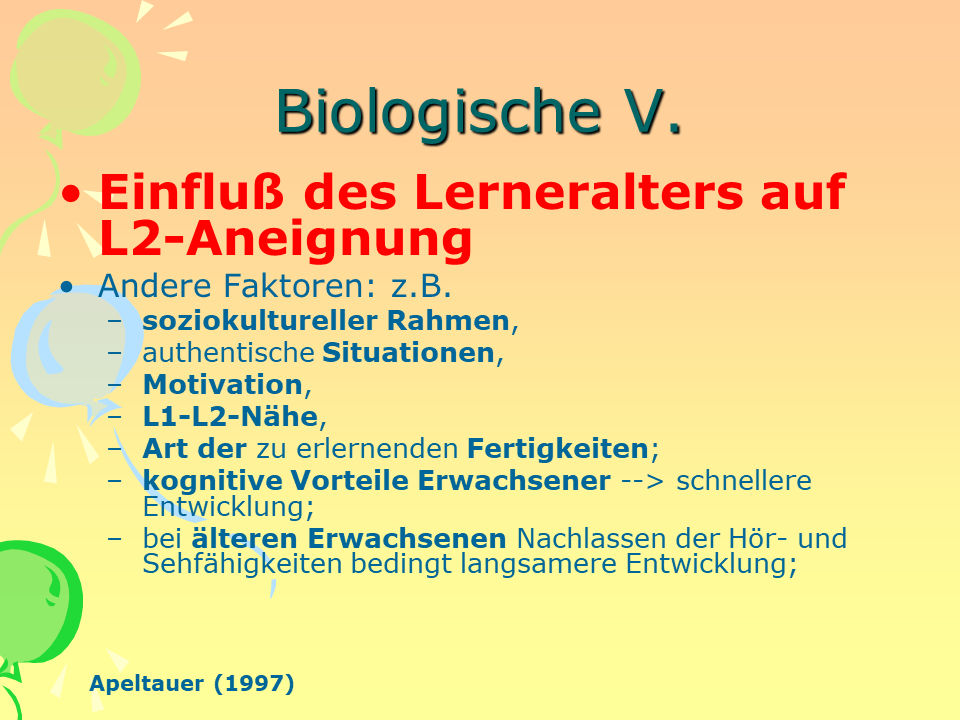 Biologische V.
• Einfluß des Lerneralters auf
L2-Aneignung
• Andere Faktoren: z.B.
– soziokultureller Rahmen,
– authentische Situationen,
– Motivation,
– L1-L2-Nähe,
– Art der zu erlernenden Fertigkeiten;
– kognitive Vorteile Erwachsener --> schnellere
Entwicklung;
– bei älteren Erwachsenen Nachlassen der Hör- und
Sehfähigkeiten bedingt langsamere Entwicklung;
Apeltauer (1997)